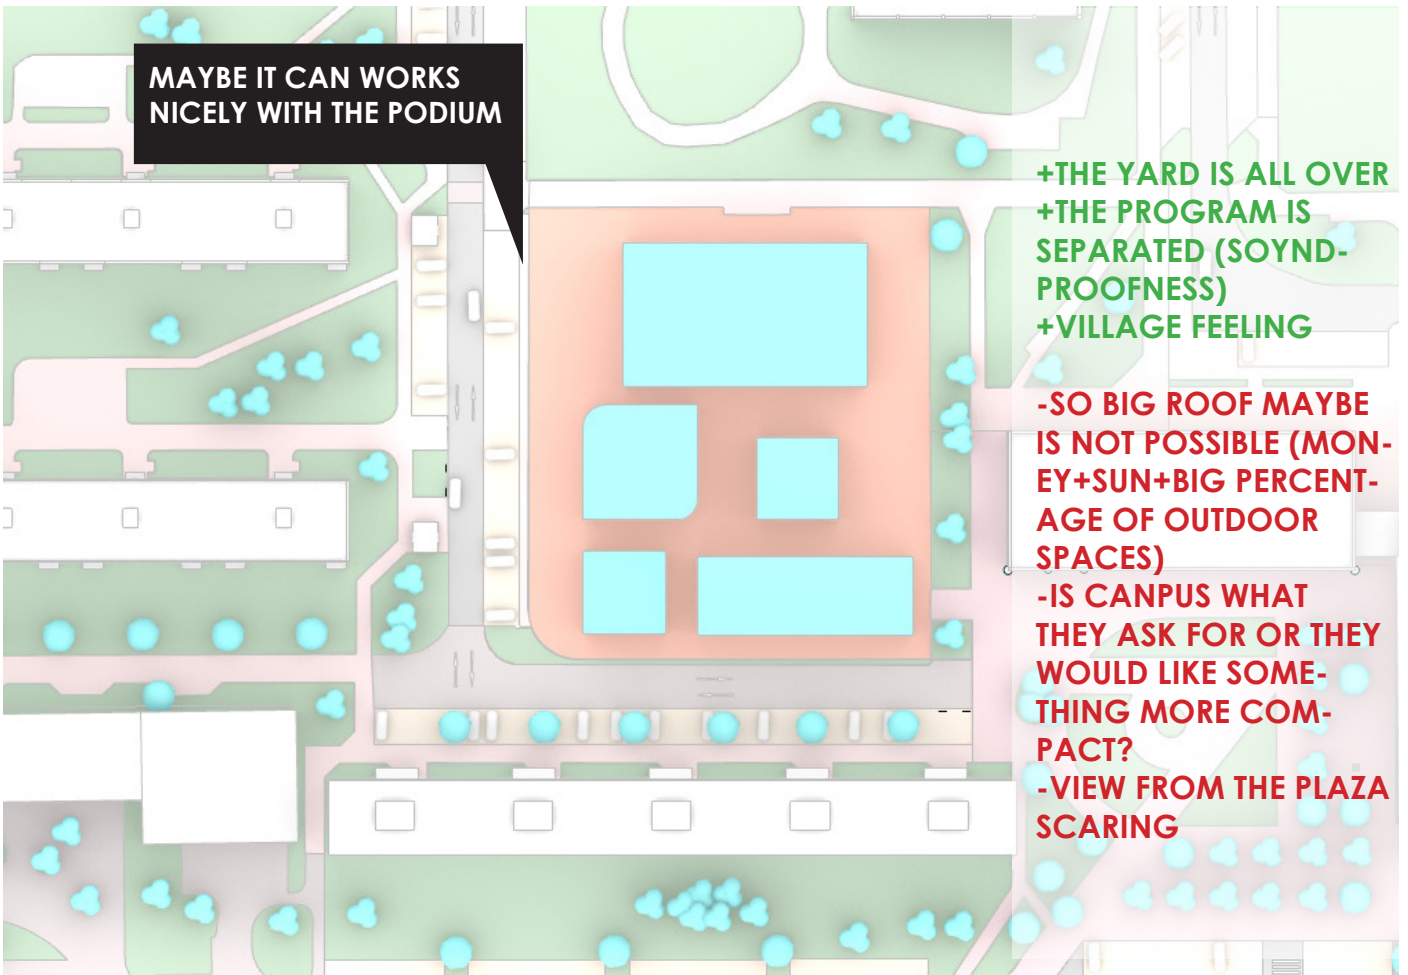 MAYBE IT CAN WORKS
NICELY WITH THE PODIUM
+THE YARD IS ALL OVER
+THE PROGRAM IS
SEPARATED (SOYND-
PROOFNESS)
+VILLAGE FEELING
-SO BIG ROOF MAYBE
IS NOT POSSIBLE (MON-
EY+SUN+BIG PERCENT-
AGE OF OUTDOOR
SPACES)
-IS CANPUS WHAT
THEY ASK FOR OR THEY
WOULD LIKE SOME-
THING MORE COM-
PACT?
-VIEW FROM THE PLAZA
SCARING